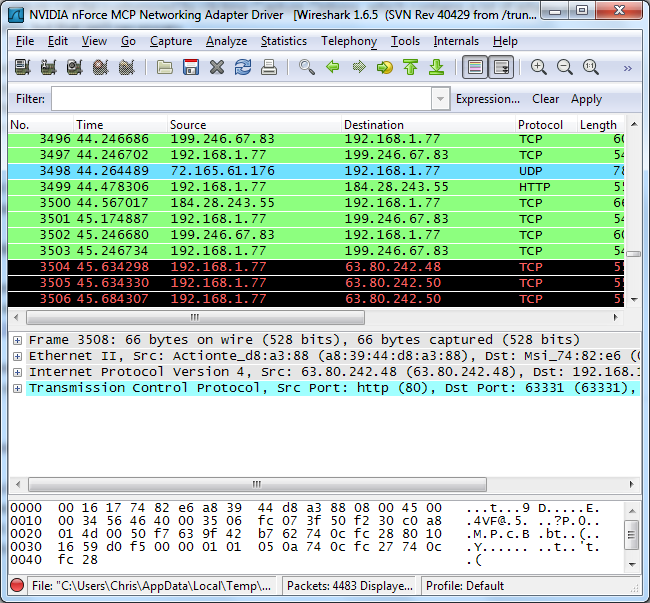 NVIDIA nForce MCP Networking Adapter Driver [Wireshark 1.6.5 (SVN Rev 40429 from /trun...
File Edit View Go Capture Analyze Statistics Telephony Tools Internals Help
Filter: Expression... Clear Apply
No. Time Source Destination Protocol Length
3496 44.246686 199.246.67.83 192.168.1.77 TCP 60
3497 44.246702 192.168.1.77 199.246.67.83 TCP 54
3498 44.264489 72.165.61.176 192.168.1.77 UDP 78
3499 44.478306 192.168.1.77 184.28.243.55 HTTP 55
3500 44.567017 184.28.243.55 192.168.1.77 TCP 66
3501 45.174887 192.168.1.77 199.246.67.83 TCP 54
3502 45.246680 199.246.67.83 192.168.1.77 TCP 60
3503 45.246734 192.168.1.77 199.246.67.83 TCP 54
3504 45.634298 192.168.1.77 63.80.242.48 TCP 55
3505 45.634330 192.168.1.77 63.80.242.50 TCP 55
3506 45.684307 192.168.1.77 63.80.242.50 TCP 55
Frame 3508: 66 bytes on wire (528 bits), 66 bytes captured (528 bits)
Ethernet II, Src: Actionte_d8:a3:88 (a8:39:44:d8:a3:88), Dst: Msi_74:82:e6 (0
Internet Protocol Version 4, Src: 63.80.242.48 (63.80.242.48), Dst: 192.168.1
Transmission Control Protocol, Src Port: http (80), Dst Port: 63331 (63331),
0000 00 16 17 74 82 e6 a8 39 44 d8 a3 88 08 00 45 00 ...t...9 D.....E.
0010 00 34 56 46 40 00 35 06 fc 07 3f 50 f2 30 c0 a8 .4VF@.5. ..?P.0..
0020 01 4d 00 50 f7 63 9f 42 b7 62 74 0c fc 28 80 10 .M.P.c.B .bt..(..
0030 16 59 d0 f5 00 00 01 01 05 0a 74 0c fc 27 74 0c .Y...... ..t..'t.
0040 fc 28 .(
File: "C:\Users\Chris\AppData\Local\Temp\... Packets: 4483 Displaye... Profile: Default